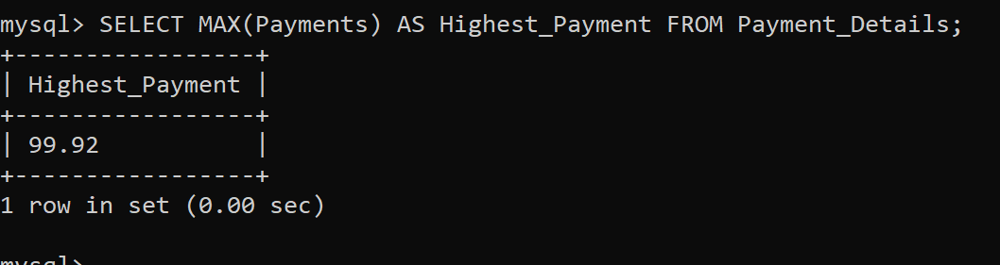 mysql> SELECT MAX(Payments) AS Highest_Payment FROM Payment_Details;
+-----------------+
| Highest_Payment |
+-----------------+
| 99.92           |
+-----------------+
1 row in set (0.00 sec)
mysql>